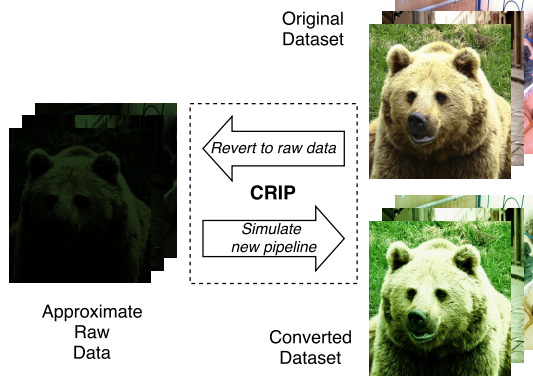 Original
Dataset
Revert to raw data
CRIP
Simulate
new pipeline
Approximate
Raw
Data
Converted
Dataset